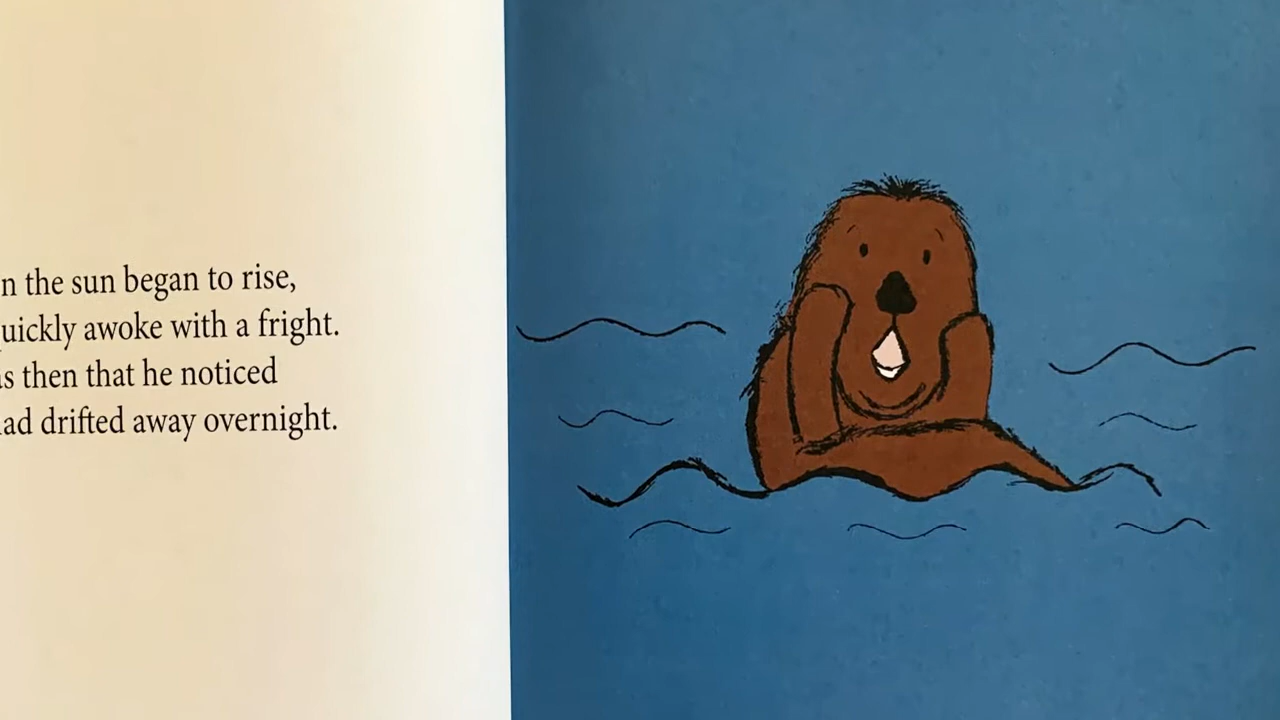 n the sun began to rise,
uickly awoke with a fright.
s then that he noticed
ad drifted away overnight.